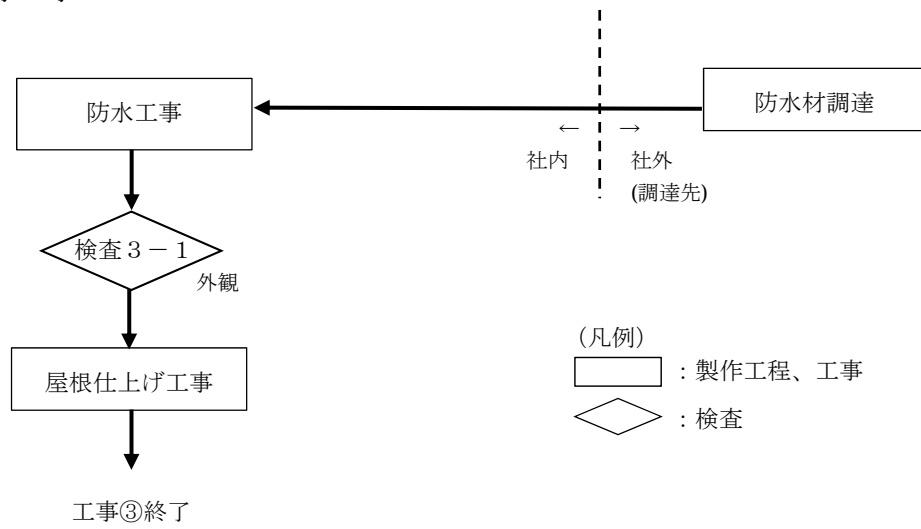 防水工事
防水材調達
← →
社内 社外
(調達先)
検査3-1
外観
屋根仕上げ工事
(凡例)
:製作工程、工事
:検査
工事③終了